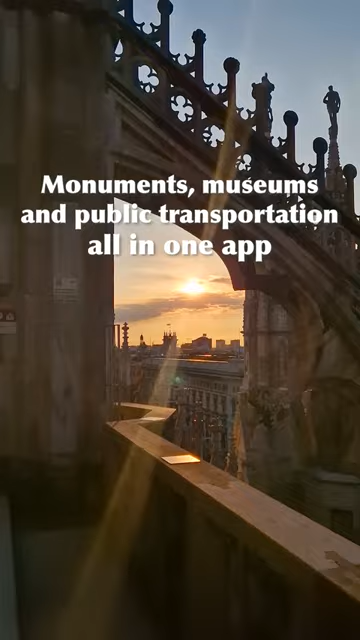 Monuments, museums
and public transportation
all in one app